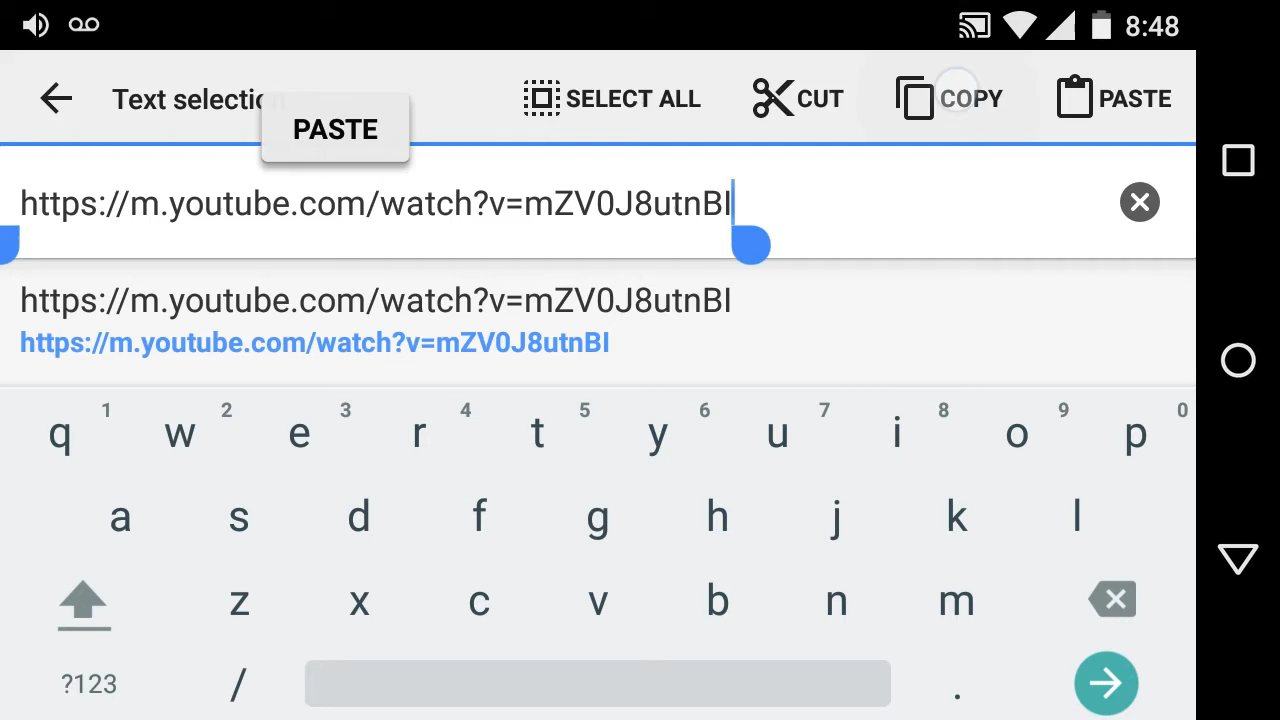 8:48
Text selection
SELECT ALL
CUT
COPY
PASTE
PASTE
https://m.youtube.com/watch?v=mZV0J8utnBI
https://m.youtube.com/watch?v=mZV0J8utnBI
https://m.youtube.com/watch?v=mZV0J8utnBI
1 2 3 4 5 6 7 8 9 0
q w e r t y u i o p
a s d f g h j k l
z x c v b n m
?123 / .